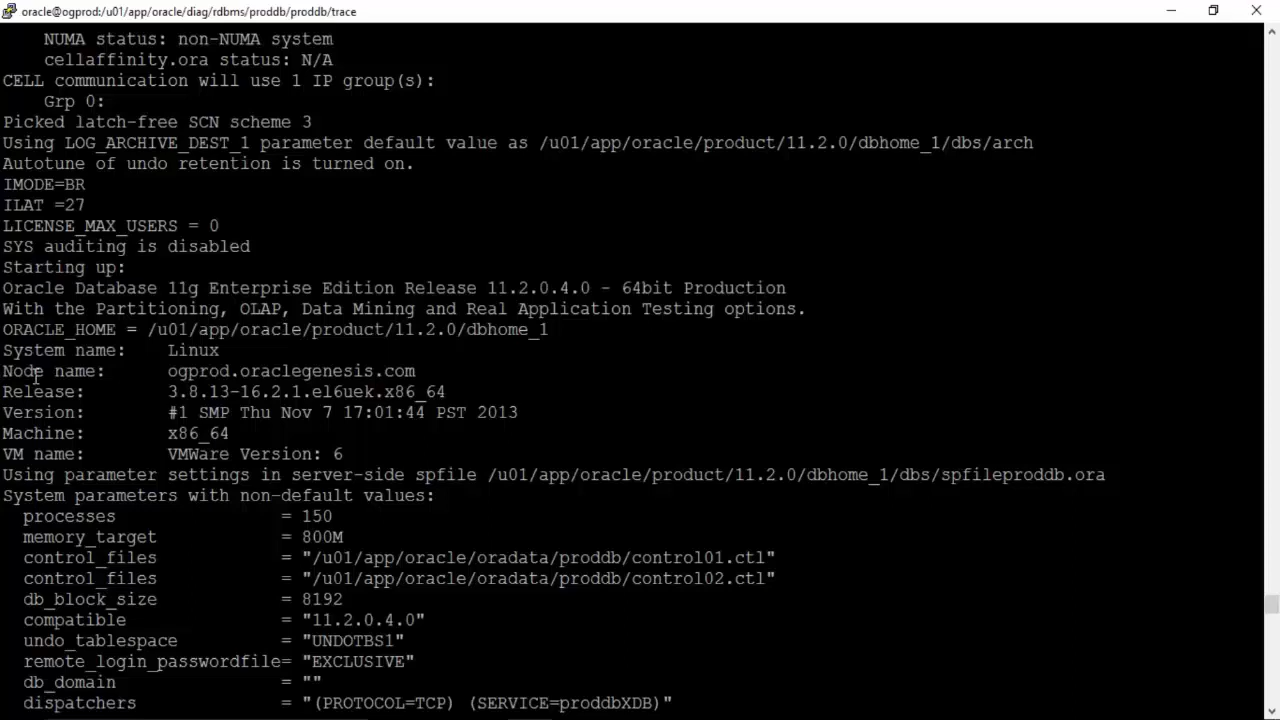 oracle@ogprod:/u01/app/oracle/diag/rdbms/proddb/proddb/trace
NUMA status: non-NUMA system
cellaffinity.ora status: N/A
CELL communication will use 1 IP group(s):
Grp 0:
Picked latch-free SCN scheme 3
Using LOG_ARCHIVE_DEST_1 parameter default value as /u01/app/oracle/product/11.2.0/dbhome_1/dbs/arch
Autotune of undo retention is turned on.
IMODE=BR
ILAT =27
LICENSE_MAX_USERS = 0
SYS auditing is disabled
Starting up:
Oracle Database 11g Enterprise Edition Release 11.2.0.4.0 - 64bit Production
With the Partitioning, OLAP, Data Mining and Real Application Testing options.
ORACLE_HOME = /u01/app/oracle/product/11.2.0/dbhome_1
System name:    Linux
Node name:      ogprod.oraclegenesis.com
Release:        3.8.13-16.2.1.el6uek.x86_64
Version:        #1 SMP Thu Nov 7 17:01:44 PST 2013
Machine:        x86_64
VM name:        VMWare Version: 6
Using parameter settings in server-side spfile /u01/app/oracle/product/11.2.0/dbhome_1/dbs/spfileproddb.ora
System parameters with non-default values:
processes                = 150
memory_target            = 800M
control_files            = "/u01/app/oracle/oradata/proddb/control01.ctl"
control_files            = "/u01/app/oracle/oradata/proddb/control02.ctl"
db_block_size            = 8192
compatible               = "11.2.0.4.0"
undo_tablespace          = "UNDOTBS1"
remote_login_passwordfile= "EXCLUSIVE"
db_domain                = ""
dispatchers              = "(PROTOCOL=TCP) (SERVICE=proddbXDB)"